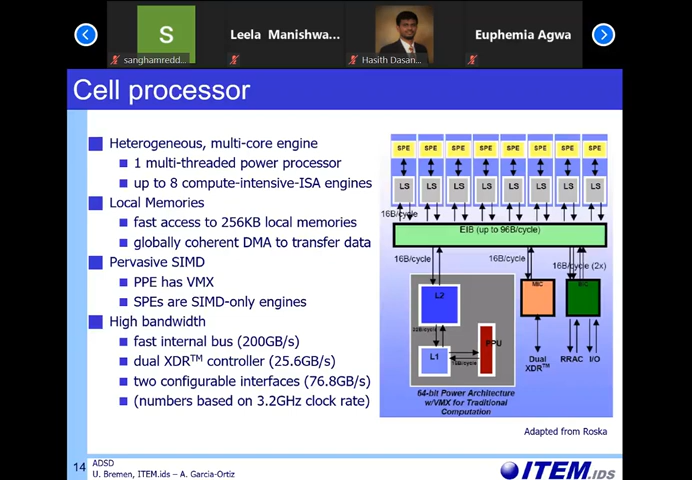 S
Leela Manishwa...
Euphemia Agwa
sanghamredd...
Hasith Dasan...
Cell processor
Heterogeneous, multi-core engine
1 multi-threaded power processor
up to 8 compute-intensive-ISA engines
Local Memories
fast access to 256KB local memories
globally coherent DMA to transfer data
Pervasive SIMD
PPE has VMX
SPEs are SIMD-only engines
High bandwidth
fast internal bus (200GB/s)
dual XDR™ controller (25.6GB/s)
two configurable interfaces (76.8GB/s)
(numbers based on 3.2GHz clock rate)
SPE SPE SPE SPE SPE SPE SPE SPE
LS LS LS LS LS LS LS LS
16B/cycle
EIB (up to 96B/cycle)
16B/cycle 16B/cycle 16B/cycle (2x)
L2 MIC BIC
32B/cycle PPU
L1 16B/cycle
Dual XDR™ RRAC I/O
64-bit Power Architecture
w/VMX for Traditional
Computation
Adapted from Roska
14 ADSD
U. Bremen, ITEM.ids – A. Garcia-Ortiz
ITEM.IDS